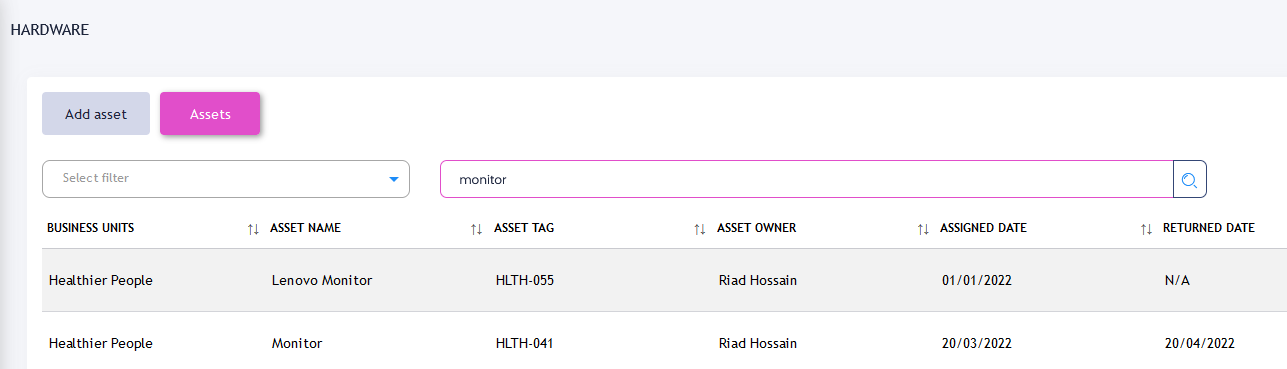 HARDWARE
Add asset Assets
Select filter monitor
BUSINESS UNITS ASSET NAME ASSET TAG ASSET OWNER ASSIGNED DATE RETURNED DATE
Healthier People Lenovo Monitor HLTH-055 Riad Hossain 01/01/2022 N/A
Healthier People Monitor HLTH-041 Riad Hossain 20/03/2022 20/04/2022